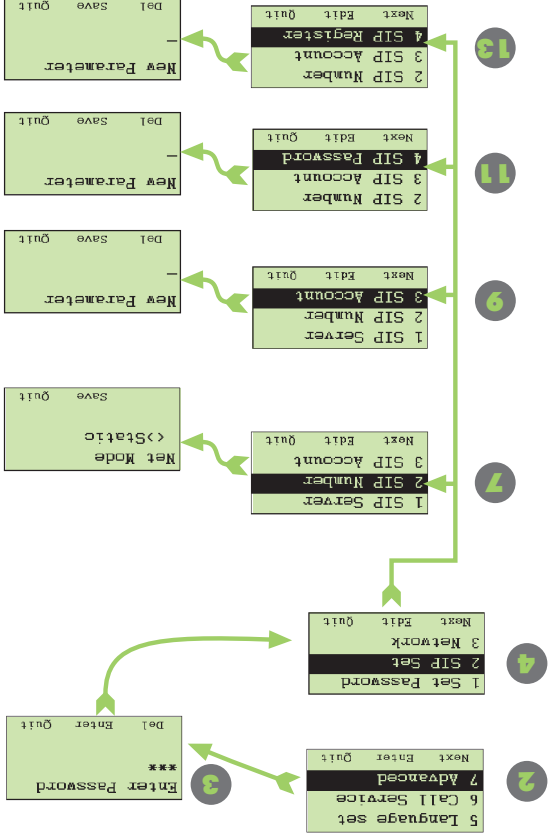 2
5 Language set
6 Call Service
7 Advanced
Next Enter Quit
3
Enter Password
***
Del Enter Quit
4
1 Set Password
2 SIP Set
3 Network
Next Edit Quit
7
1 SIP Server
2 SIP Number
3 SIP Account
Next Edit Quit
Net Mode
<>Static
Save Quit
9
1 SIP Server
2 SIP Number
3 SIP Account
Next Edit Quit
New Parameter
_
Del Save Quit
11
2 SIP Number
3 SIP Account
4 SIP Password
Next Edit Quit
New Parameter
_
Del Save Quit
13
2 SIP Number
3 SIP Account
4 SIP Register
Next Edit Quit
New Parameter
_
Del Save Quit